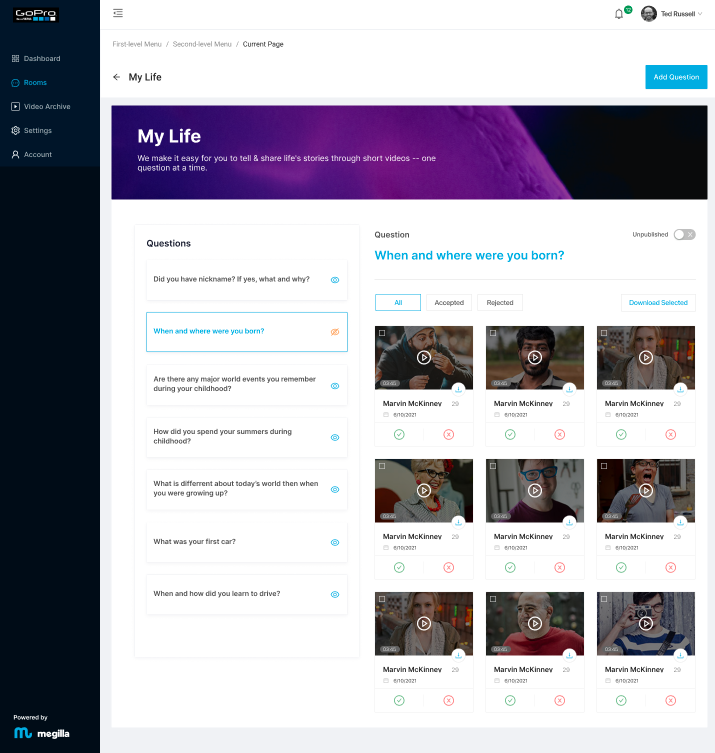 GoPro
Dashboard
Rooms
Video Archive
Settings
Account
Powered by
megilla
Ted Russell
First-level Menu / Second-level Menu / Current Page
My Life
Add Question
My Life
We make it easy for you to tell & share life's stories through short videos -- one
question at a time.
Questions
Did you have nickname? If yes, what and why?
When and where were you born?
Are there any major world events you remember
during your childhood?
How did you spend your summers during
childhood?
What is differrent about today's world then when
you were growing up?
What was your first car?
When and how did you learn to drive?
Question
Unpublished
When and where were you born?
All
Accepted
Rejected
Download Selected
Marvin McKinney 29
6/10/2021
Marvin McKinney 29
6/10/2021
Marvin McKinney 29
6/10/2021
Marvin McKinney 29
6/10/2021
Marvin McKinney 29
6/10/2021
Marvin McKinney 29
6/10/2021
Marvin McKinney 29
6/10/2021
Marvin McKinney 29
6/10/2021
Marvin McKinney 29
6/10/2021